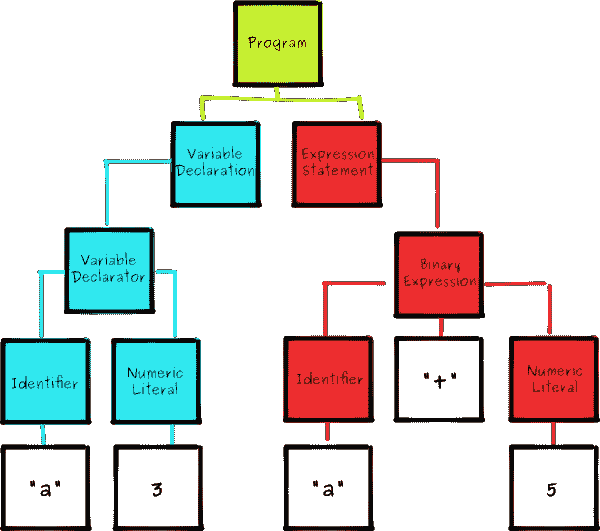 Program
Variable
Declaration
Expression
Statement
Variable
Declarator
Binary
Expression
Identifier
Numeric
Literal
Identifier
"+"
Numeric
Literal
"a"
3
"a"
5